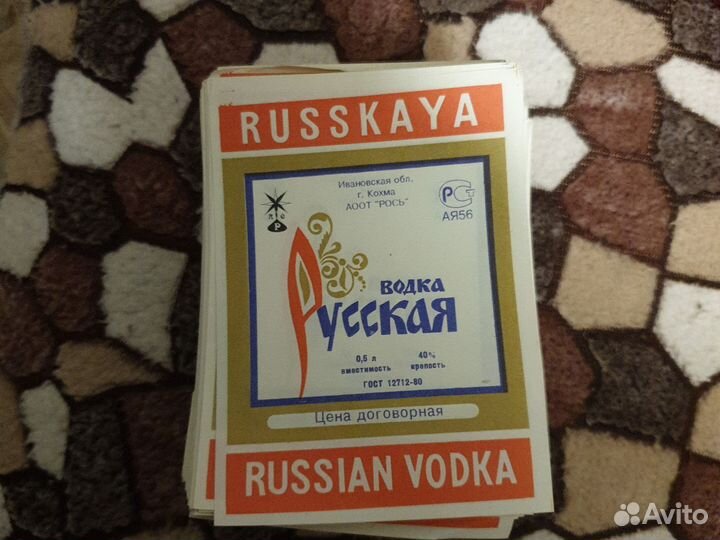 RUSSKAYA
Ивановская обл.
г. Кохма
АООТ "РОСЬ"
РСТ
АЯ56
л с
Р
ВОДКА
Русская
0,5 л 40%
вместимость крепость
ГОСТ 12712-80
Цена договорная
RUSSIAN VODKA
Avito